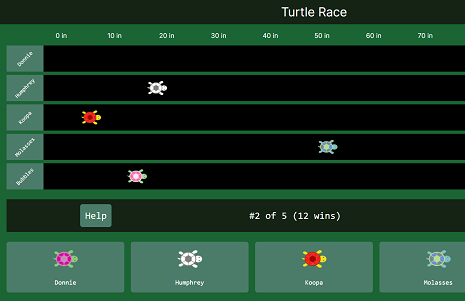 Turtle Race
0 in 10 in 20 in 30 in 40 in 50 in 60 in 70 in
Donnie
Humphrey
Koopa
Molasses
Bubbles
Help #2 of 5 (12 wins)
Donnie Humphrey Koopa Molasses